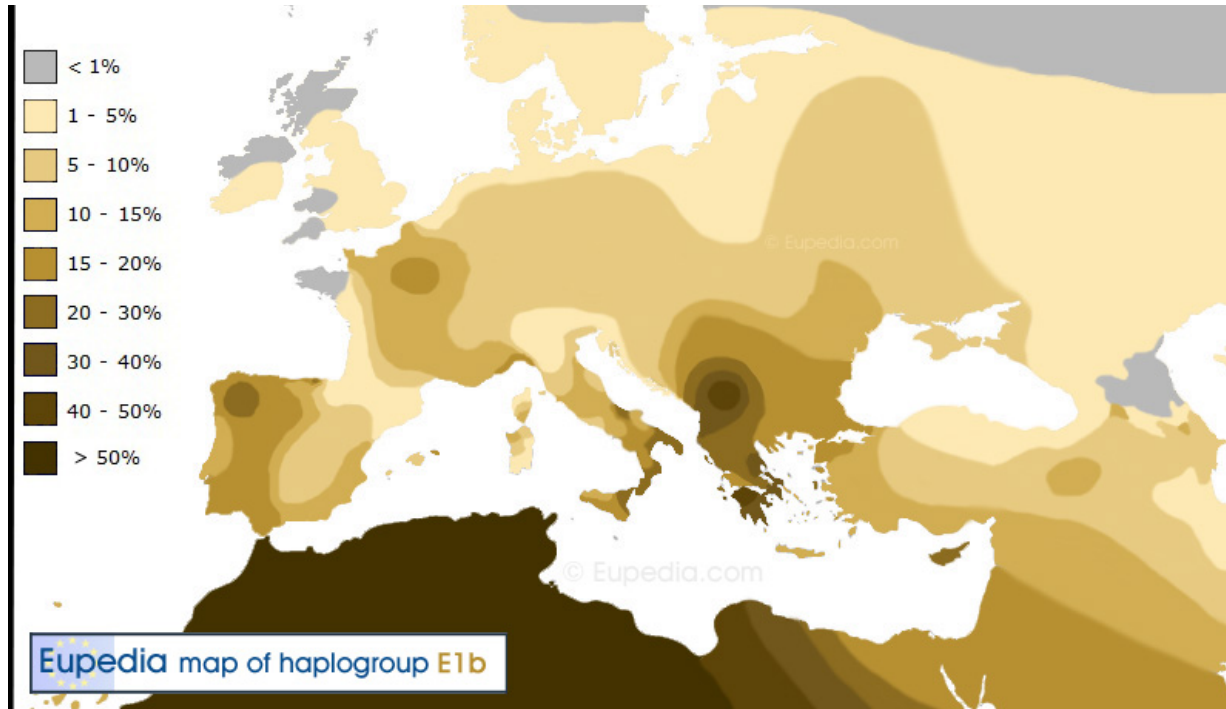 < 1%
1 - 5%
5 - 10%
10 - 15%
15 - 20%
20 - 30%
30 - 40%
40 - 50%
> 50%
© Eupedia.com
© Eupedia.com
Eupedia map of haplogroup E1b